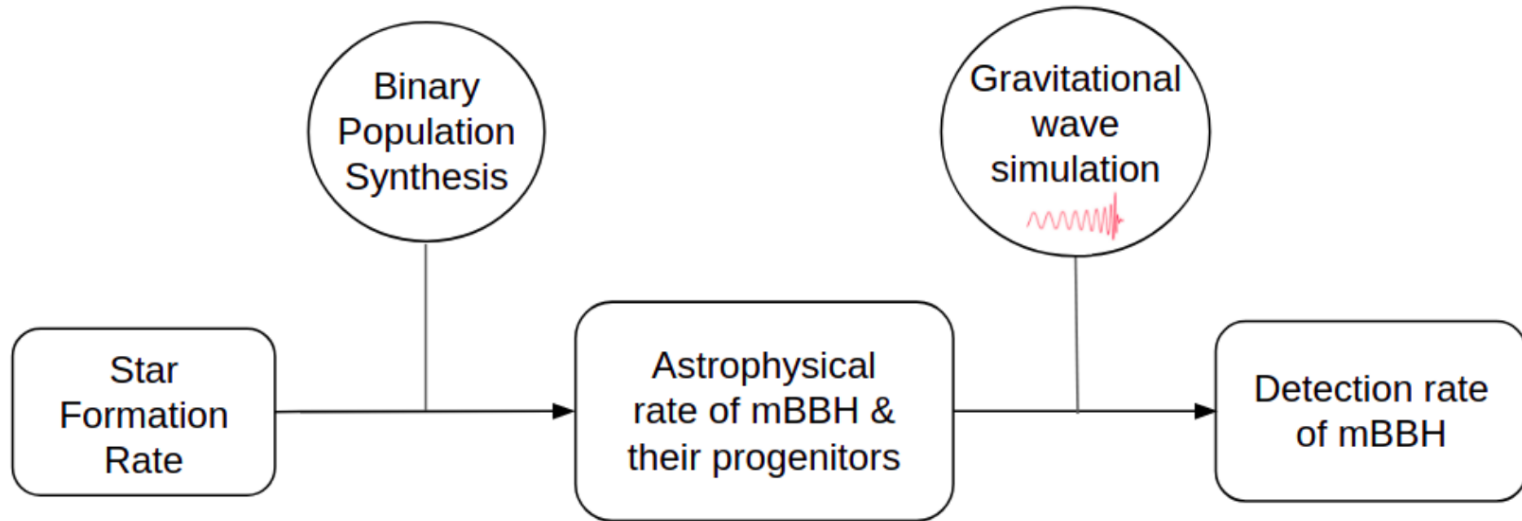 Binary
Population
Synthesis
Gravitational
wave
simulation
Star
Formation
Rate
Astrophysical
rate of mBBH &
their progenitors
Detection rate
of mBBH